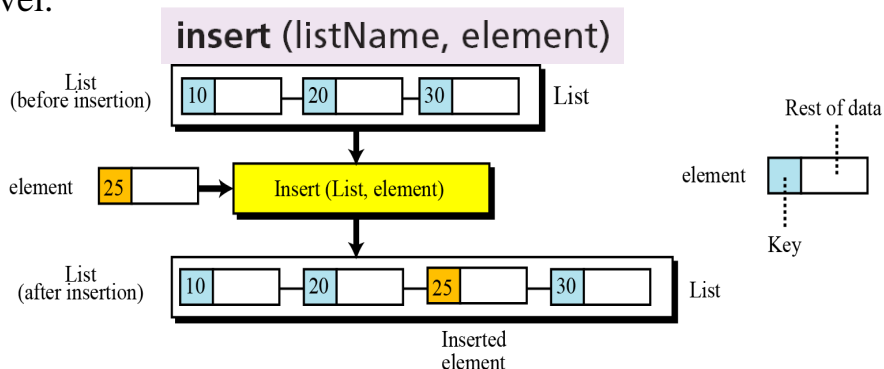 vel.
insert (listName, element)
List
(before insertion)
10
20
30
List
Rest of data
element
25
Insert (List, element)
element
Key
List
(after insertion)
10
20
25
30
List
Inserted
element